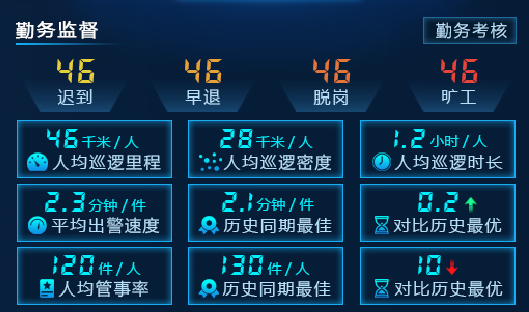 勤务监督 勤务考核
46 46 46 46
迟到 早退 脱岗 旷工
46千米/人 28千米/人 1.2小时/人
人均巡逻里程 人均巡逻密度 人均巡逻时长
2.3分钟/件 2.1分钟/件 0.2
平均出警速度 历史同期最佳 对比历史最优
120件/人 130件/人 10
人均管事率 历史同期最佳 对比历史最优